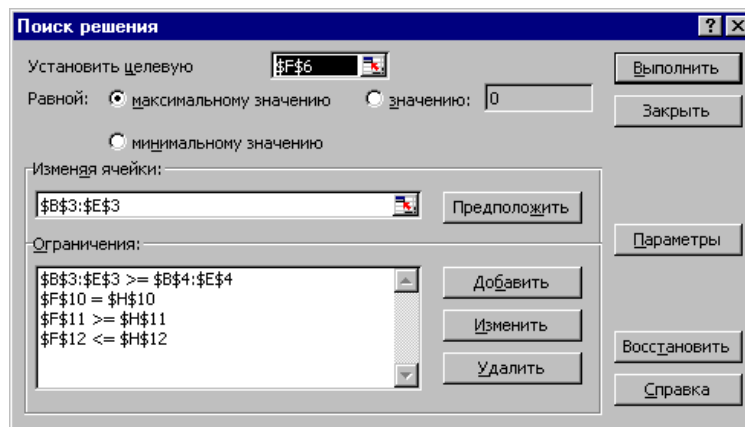 Поиск решения
Установить целевую $F$6 Выполнить
Равной: максимальному значению значению: 0 Закрыть
минимальному значению
Изменяя ячейки:
$B$3:$E$3 Предположить
Параметры
Ограничения:
$B$3:$E$3 >= $B$4:$E$4 Добавить
$F$10 = $H$10
$F$11 >= $H$11 Изменить
$F$12 <= $H$12
Восстановить
Удалить
Справка